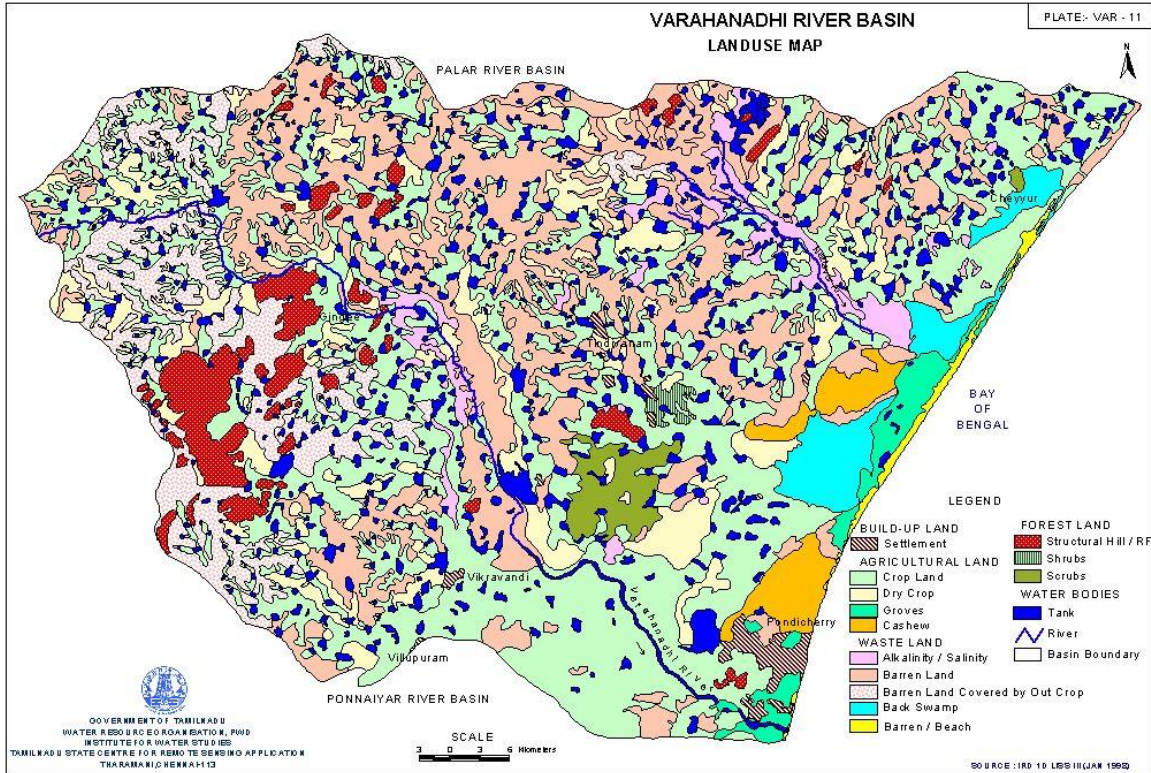 VARAHANADHI RIVER BASIN
LANDUSE MAP
PLATE:- VAR - 11
N
PALAR RIVER BASIN
Cheyyur
Gingee
Tindivanam
BAY
OF
BENGAL
Vikravandi
Villupuram
Varahanadhi River
Pondicherry
PONNAIYAR RIVER BASIN
LEGEND
BUILD-UP LAND
Settlement
AGRICULTURAL LAND
Crop Land
Dry Crop
Groves
Cashew
WASTE LAND
Alkalinity / Salinity
Barren Land
Barren Land Covered by Out Crop
Back Swamp
Barren / Beach
FOREST LAND
Structural Hill / RF
Shrubs
Scrubs
WATER BODIES
Tank
River
Basin Boundary
GOVERNMENT OF TAMILNADU
WATER RESOURCE ORGANISATION, PWD
INSTITUTE FOR WATER STUDIES
TAMILNADU STATE CENTRE FOR REMOTE SENSING APPLICATION
THARAMANI, CHENNAI-113
SCALE
3 0 3 6 Kilometers
SOURCE : IRD 1D LISS III (JAN 1998)